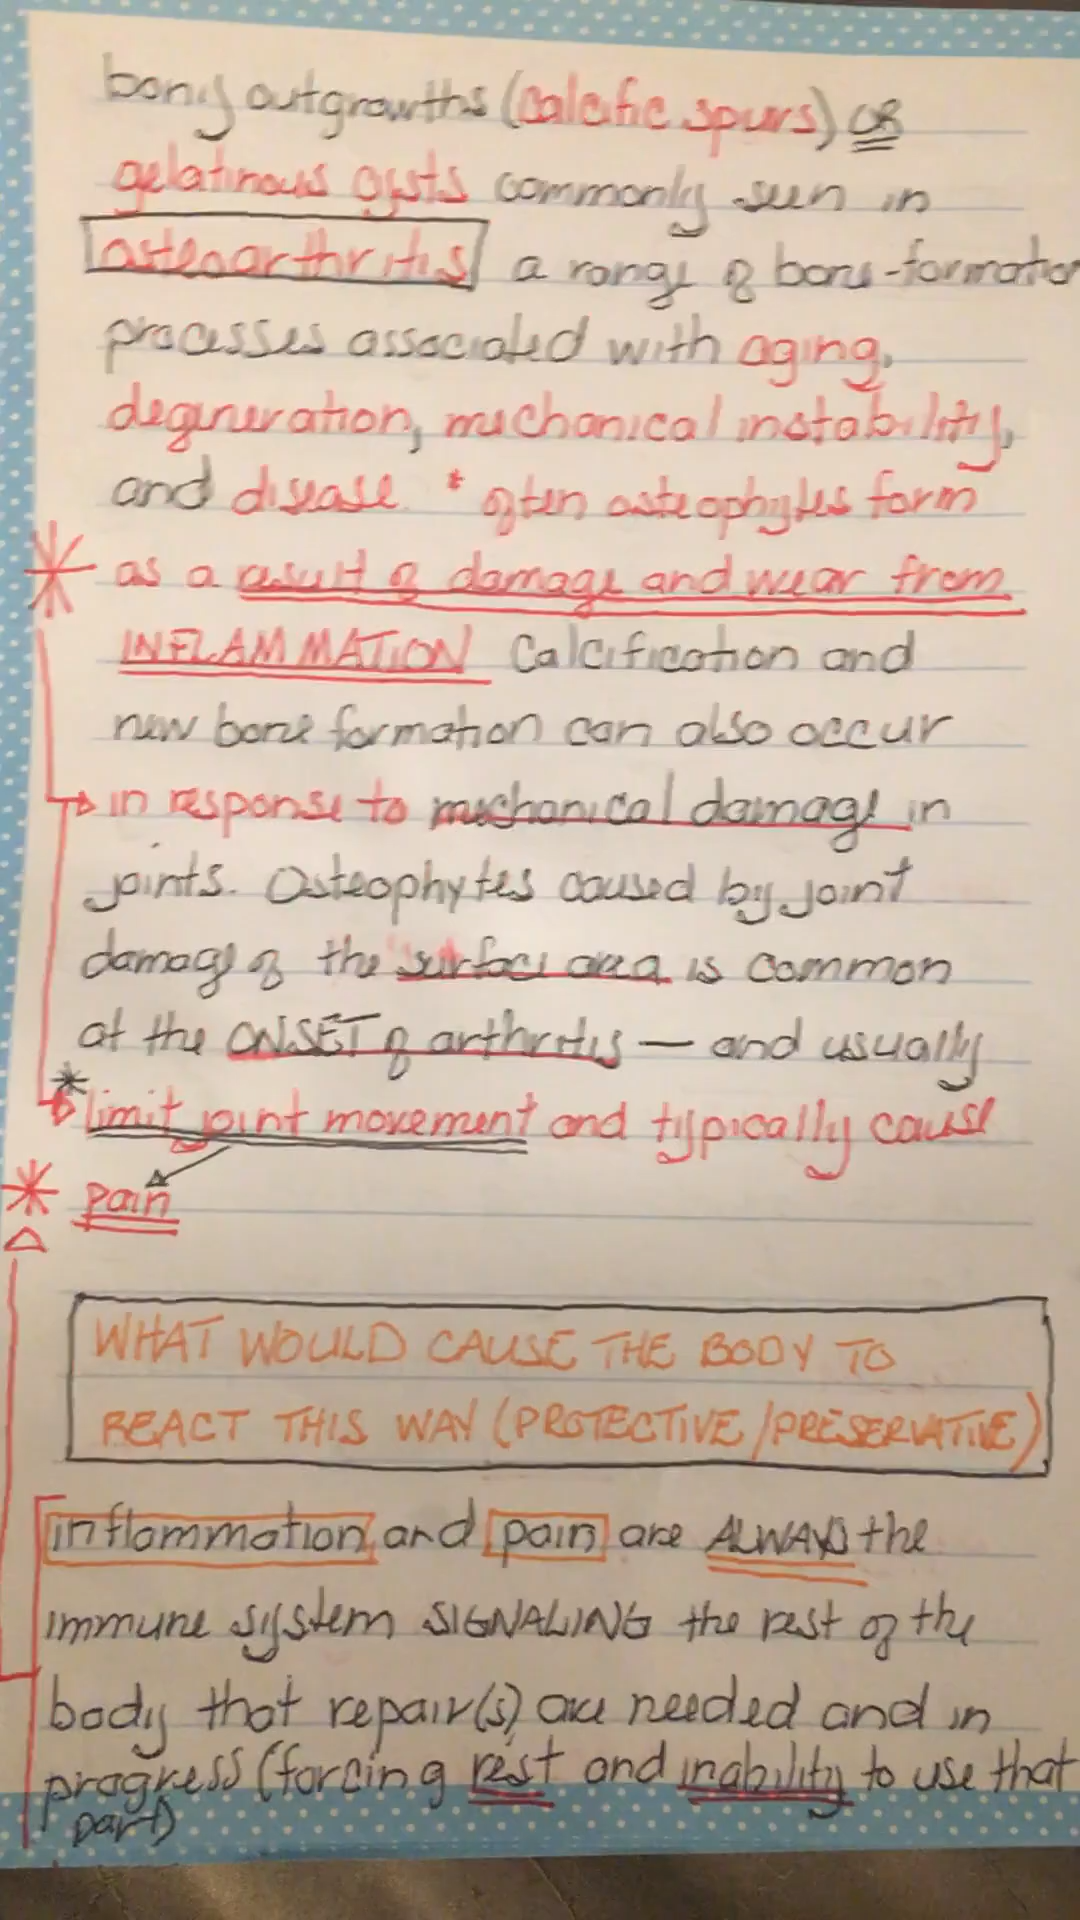 bony outgrowths (calcific spurs) OR
gelatinous cysts commonly seen in
osteoarthritis a range of bone-formation
processes associated with aging,
degeneration, mechanical instability,
and disease. * often osteophytes form
as a result of damage and wear from
INFLAMMATION Calcification and
new bone formation can also occur
in response to mechanical damage in
joints. Osteophytes caused by joint
damage of the surface area is common
at the ONSET of arthritis — and usually
* limit joint movement and typically cause
pain
WHAT WOULD CAUSE THE BODY TO
REACT THIS WAY (PROTECTIVE/PRESERVATIVE)
inflammation and pain are ALWAYS the
immune system SIGNALING the rest of the
body that repair(s) are needed and in
progress (forcing rest and inability to use that
part)